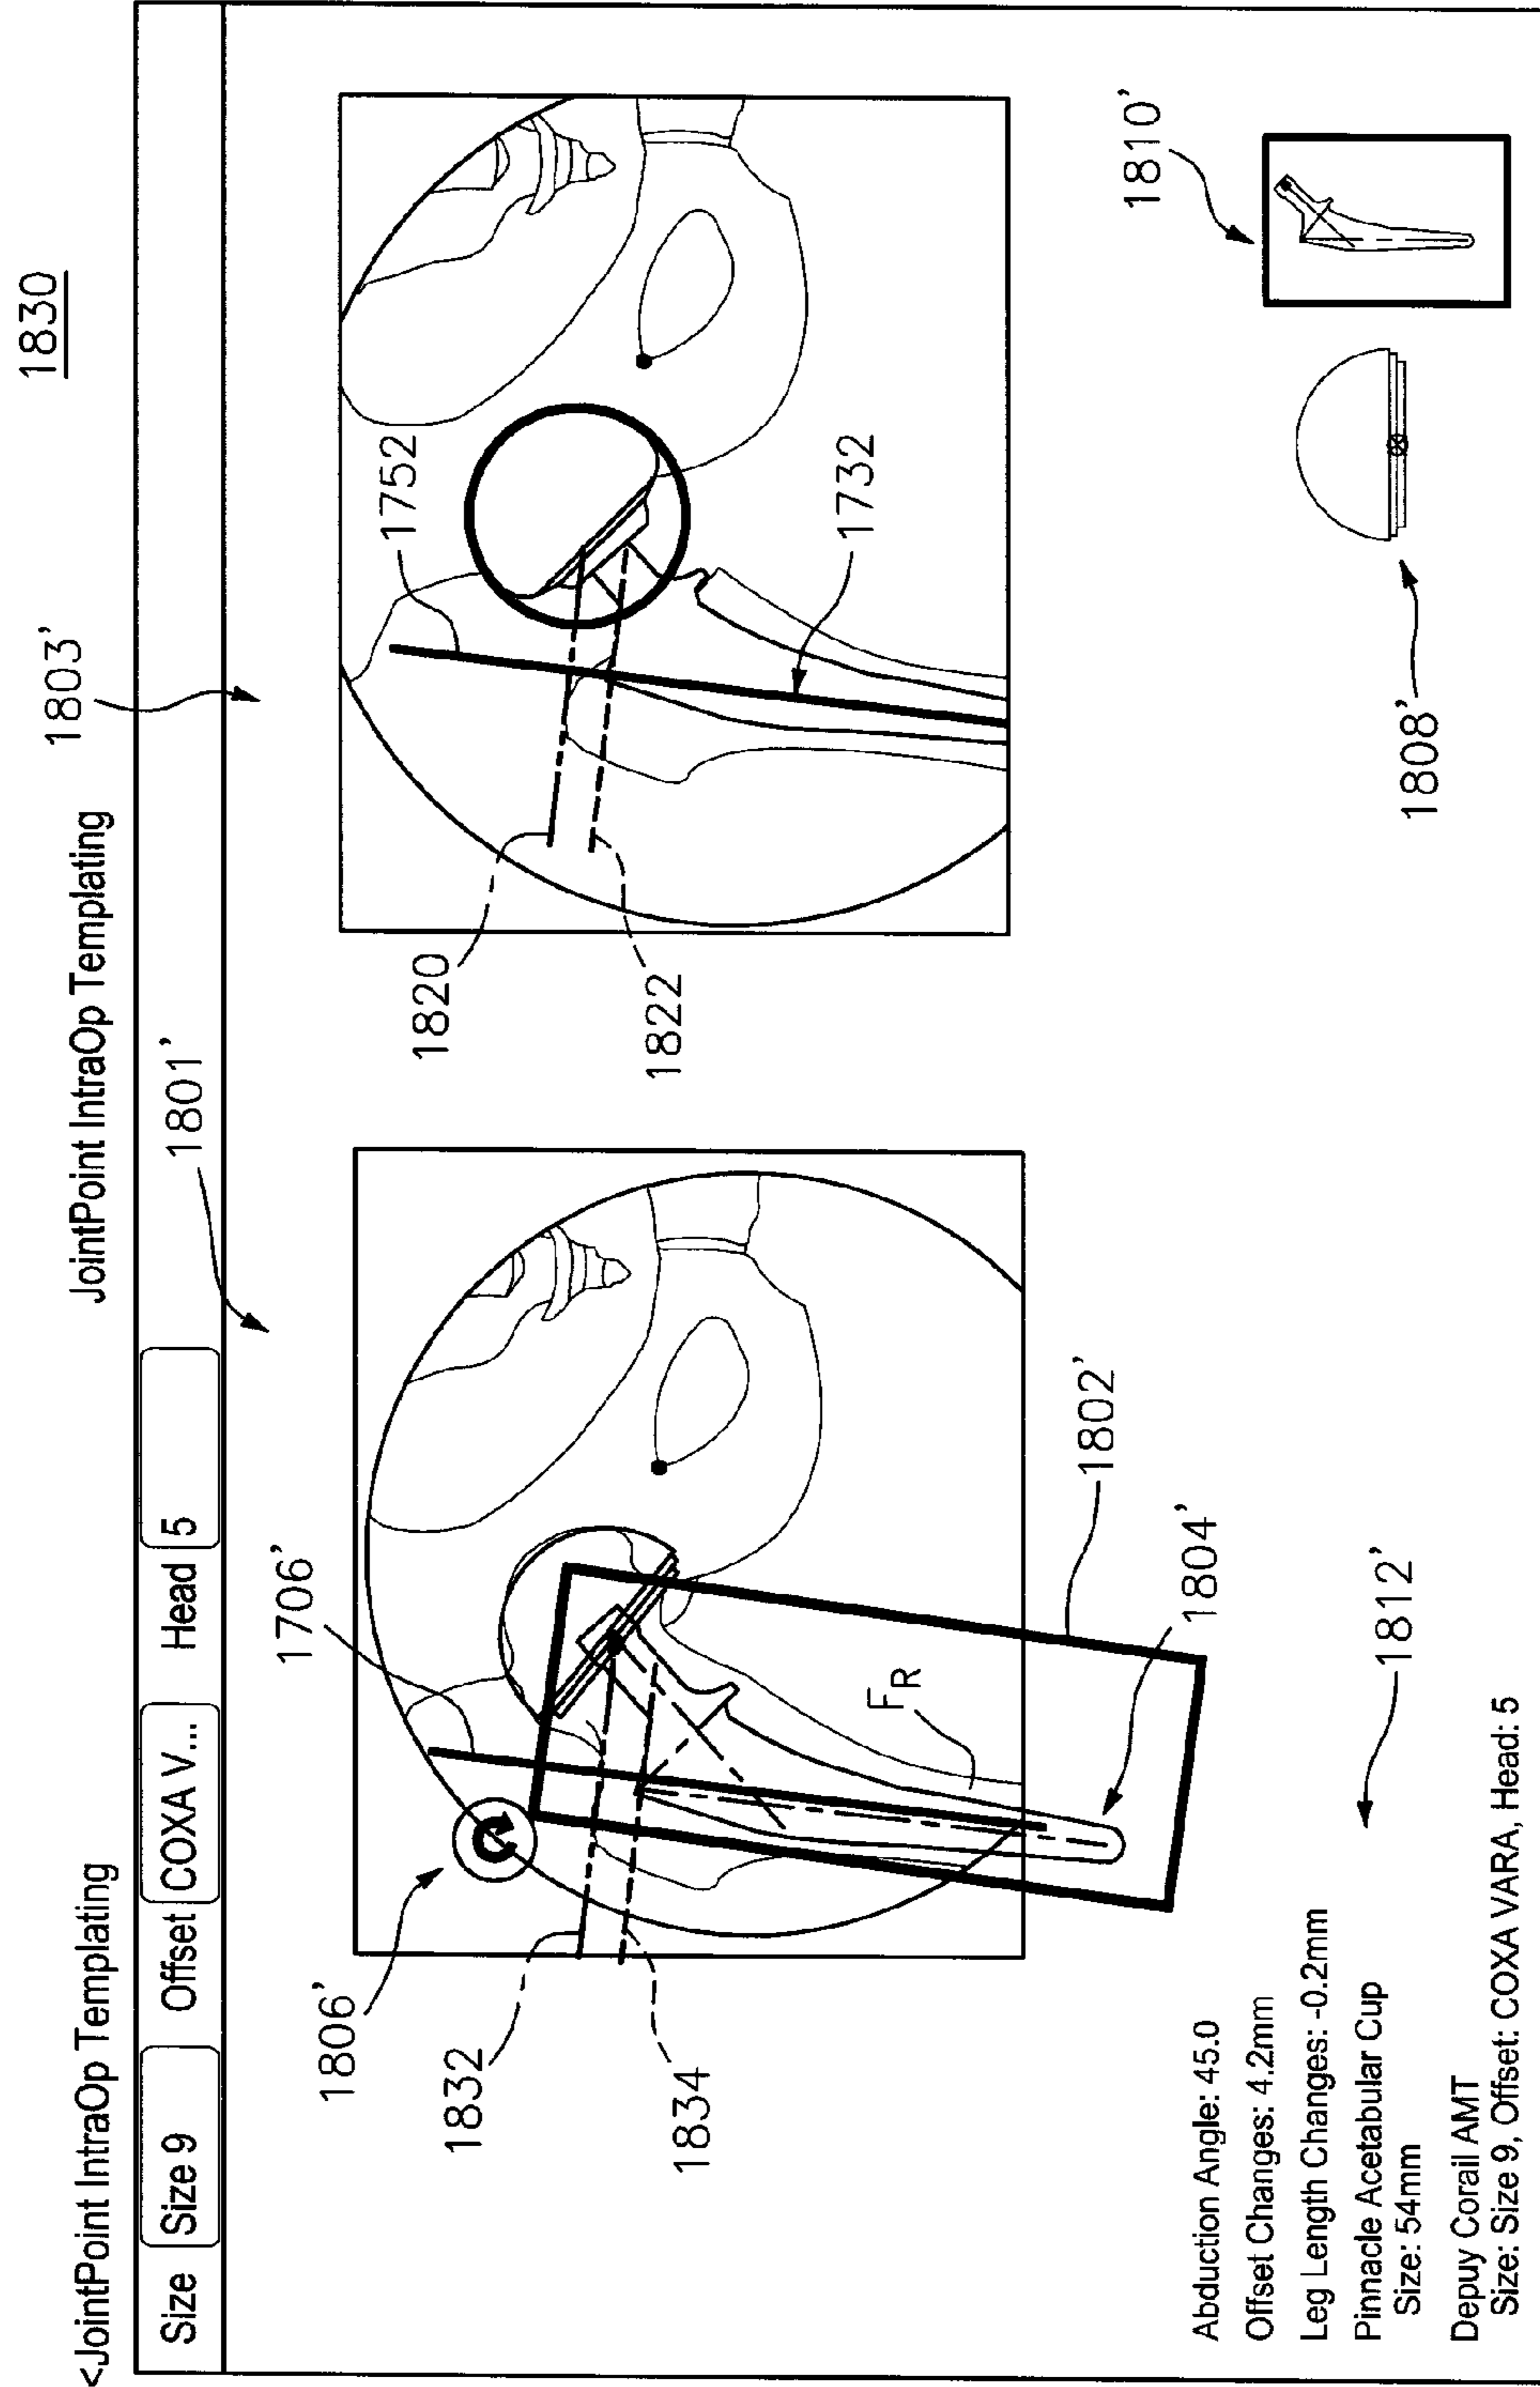 1830
<JointPoint IntraOp Templating
JointPoint IntraOp Templating
Size
Size 9
Offset
COXA V...
Head
5
1801'
1803'
1806'
1706'
1832
1834
1820
1822
1752
1732
FR
1802'
1804'
1812'
1810'
1808'
Abduction Angle: 45.0
Offset Changes: 4.2mm
Leg Length Changes: -0.2mm
Pinnacle Acetabular Cup
Size: 54mm
Depuy Corail AMT
Size: Size 9, Offset: COXA VARA, Head: 5